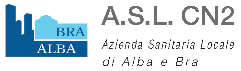 BRA
ALBA
A.S.L. CN2
Azienda Sanitaria Locale
di Alba e Bra